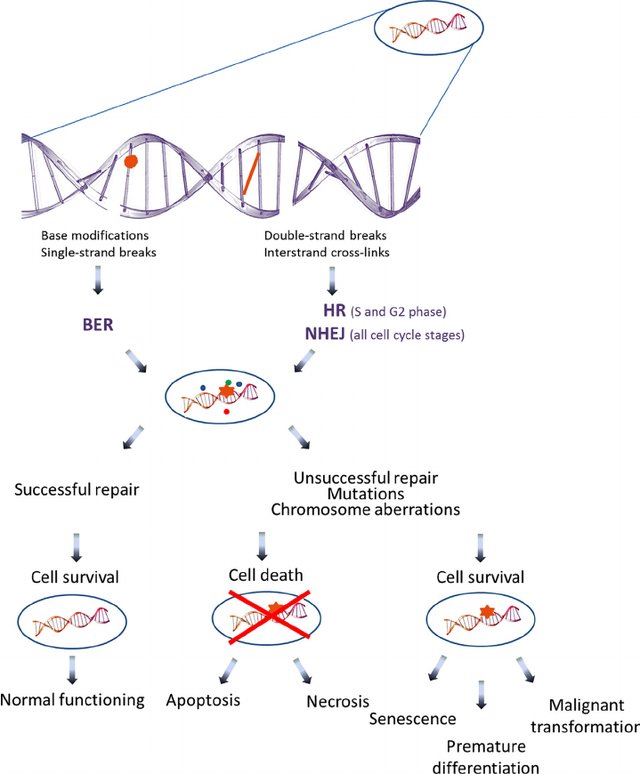 Base modifications
Single-strand breaks
Double-strand breaks
Interstrand cross-links
BER
HR (S and G2 phase)
NHEJ (all cell cycle stages)
Successful repair
Unsuccessful repair
Mutations
Chromosome aberrations
Cell survival
Cell death
Cell survival
Normal functioning
Apoptosis
Necrosis
Senescence
Premature
differentiation
Malignant
transformation